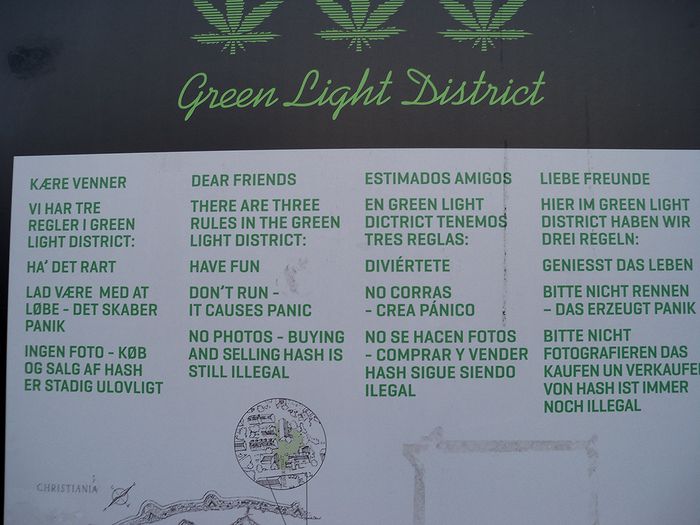 Green Light District
KÆRE VENNER
VI HAR TRE
REGLER I GREEN
LIGHT DISTRICT:
HA' DET RART
LAD VÆRE MED AT
LØBE - DET SKABER
PANIK
INGEN FOTO - KØB
OG SALG AF HASH
ER STADIG ULOVLIGT
DEAR FRIENDS
THERE ARE THREE
RULES IN THE GREEN
LIGHT DISTRICT:
HAVE FUN
DON'T RUN -
IT CAUSES PANIC
NO PHOTOS - BUYING
AND SELLING HASH IS
STILL ILLEGAL
ESTIMADOS AMIGOS
EN GREEN LIGHT
DICTRICT TENEMOS
TRES REGLAS:
DIVIÉRTETE
NO CORRAS
- CREA PÁNICO
NO SE HACEN FOTOS
- COMPRAR Y VENDER
HASH SIGUE SIENDO
ILEGAL
LIEBE FREUNDE
HIER IM GREEN LIGHT
DISTRICT HABEN WIR
DREI REGELN:
GENIESST DAS LEBEN
BITTE NICHT RENNEN
- DAS ERZEUGT PANIK
BITTE NICHT
FOTOGRAFIEREN DAS
KAUFEN UN VERKAUFEN
VON HASH IST IMMER
NOCH ILLEGAL
CHRISTIANIA